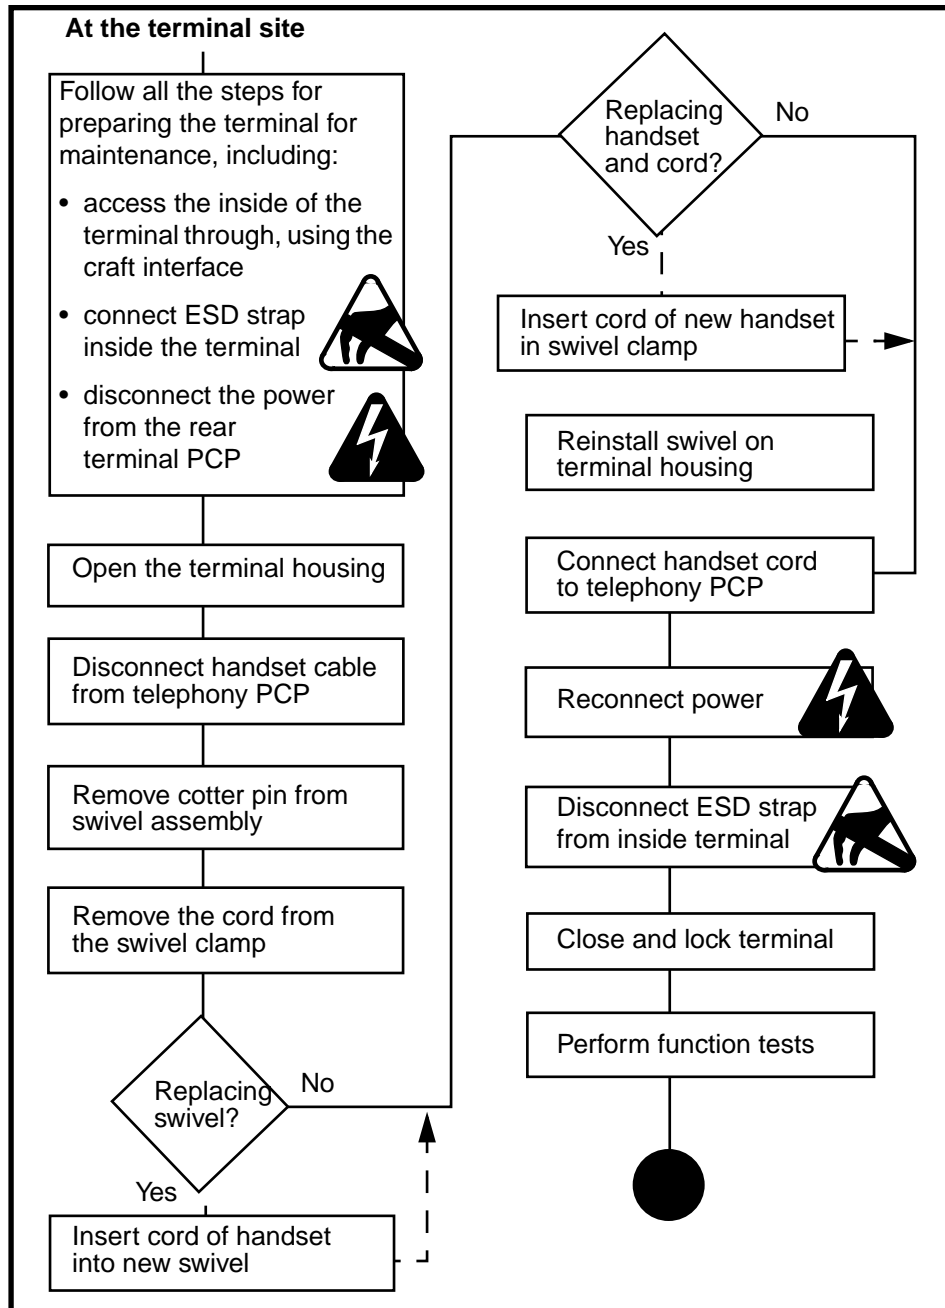 At the terminal site
Follow all the steps for
preparing the terminal for
maintenance, including:
• access the inside of the
terminal through, using the
craft interface
• connect ESD strap
inside the terminal
• disconnect the power
from the rear
terminal PCP
Open the terminal housing
Disconnect handset cable
from telephony PCP
Remove cotter pin from
swivel assembly
Remove the cord from
the swivel clamp
Replacing
swivel?
No
Yes
Insert cord of handset
into new swivel
Replacing
handset
and cord?
No
Yes
Insert cord of new handset
in swivel clamp
Reinstall swivel on
terminal housing
Connect handset cord
to telephony PCP
Reconnect power
Disconnect ESD strap
from inside terminal
Close and lock terminal
Perform function tests